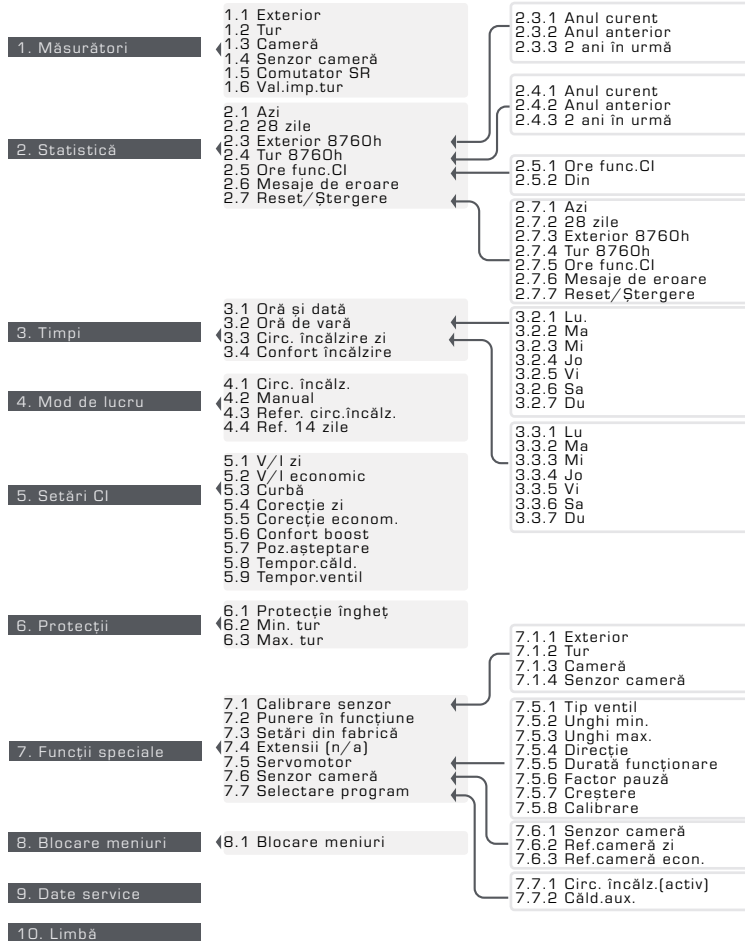 1. Măsurători
1.1 Exterior
1.2 Tur
1.3 Cameră
1.4 Senzor cameră
1.5 Comutator SR
1.6 Val.imp.tur
2. Statistică
2.1 Azi
2.2 28 zile
2.3 Exterior 8760h
2.4 Tur 8760h
2.5 Ore func.CI
2.6 Mesaje de eroare
2.7 Reset/Ștergere
2.3.1 Anul curent
2.3.2 Anul anterior
2.3.3 2 ani în urmă
2.4.1 Anul curent
2.4.2 Anul anterior
2.4.3 2 ani în urmă
2.5.1 Ore func.CI
2.5.2 Din
2.7.1 Azi
2.7.2 28 zile
2.7.3 Exterior 8760h
2.7.4 Tur 8760h
2.7.5 Ore func.CI
2.7.6 Mesaje de eroare
2.7.7 Reset/Ștergere
3. Timpi
3.1 Oră și dată
3.2 Oră de vară
3.3 Circ. încălzire zi
3.4 Confort încălzire
3.2.1 Lu.
3.2.2 Ma
3.2.3 Mi
3.2.4 Jo
3.2.5 Vi
3.2.6 Sa
3.2.7 Du
3.3.1 Lu
3.3.2 Ma
3.3.3 Mi
3.3.4 Jo
3.3.5 Vi
3.3.6 Sa
3.3.7 Du
4. Mod de lucru
4.1 Circ. încălz.
4.2 Manual
4.3 Refer. circ.încălz.
4.4 Ref. 14 zile
5. Setări CI
5.1 V/I zi
5.2 V/I economic
5.3 Curbă
5.4 Corecție zi
5.5 Corecție econom.
5.6 Confort boost
5.7 Poz.așteptare
5.8 Tempor.căld.
5.9 Tempor.ventil
6. Protecții
6.1 Protecție îngheț
6.2 Min. tur
6.3 Max. tur
7. Funcții speciale
7.1 Calibrare senzor
7.2 Punere în funcțiune
7.3 Setări din fabrică
7.4 Extensii (n/a)
7.5 Servomotor
7.6 Senzor cameră
7.7 Selectare program
7.1.1 Exterior
7.1.2 Tur
7.1.3 Cameră
7.1.4 Senzor cameră
7.5.1 Tip ventil
7.5.2 Unghi min.
7.5.3 Unghi max.
7.5.4 Direcție
7.5.5 Durată funcționare
7.5.6 Factor pauză
7.5.7 Creștere
7.5.8 Calibrare
7.6.1 Senzor cameră
7.6.2 Ref.cameră zi
7.6.3 Ref.cameră econ.
7.7.1 Circ. încălz.(activ)
7.7.2 Căld.aux.
8. Blocare meniuri
8.1 Blocare meniuri
9. Date service
10. Limbă